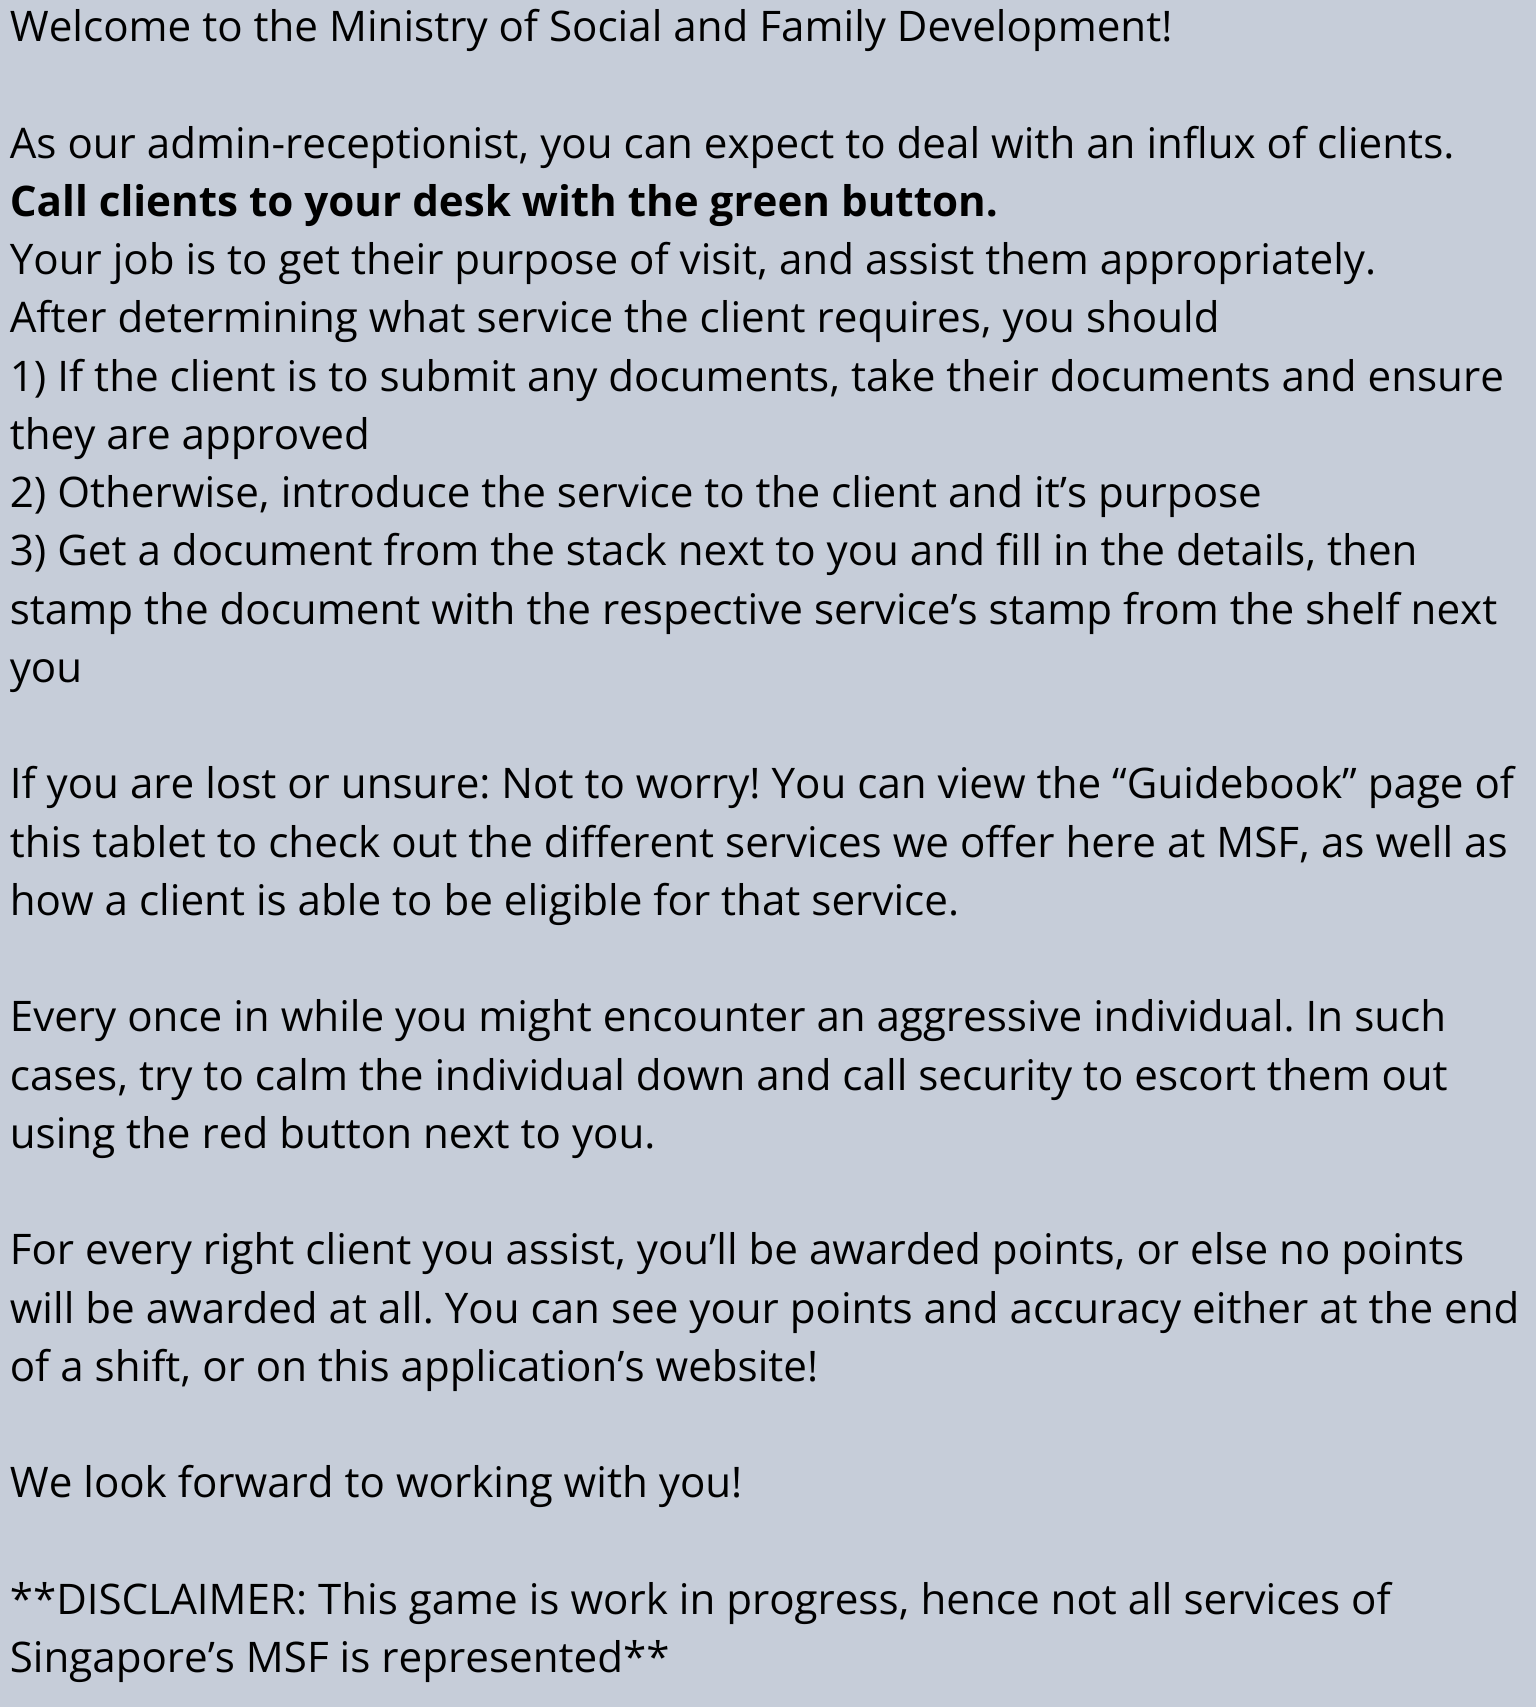 Welcome to the Ministry of Social and Family Development!
As our admin-receptionist, you can expect to deal with an influx of clients.
Call clients to your desk with the green button.
Your job is to get their purpose of visit, and assist them appropriately.
After determining what service the client requires, you should
1) If the client is to submit any documents, take their documents and ensure
they are approved
2) Otherwise, introduce the service to the client and it’s purpose
3) Get a document from the stack next to you and fill in the details, then
stamp the document with the respective service’s stamp from the shelf next
you
If you are lost or unsure: Not to worry! You can view the “Guidebook” page of
this tablet to check out the different services we offer here at MSF, as well as
how a client is able to be eligible for that service.
Every once in while you might encounter an aggressive individual. In such
cases, try to calm the individual down and call security to escort them out
using the red button next to you.
For every right client you assist, you’ll be awarded points, or else no points
will be awarded at all. You can see your points and accuracy either at the end
of a shift, or on this application’s website!
We look forward to working with you!
**DISCLAIMER: This game is work in progress, hence not all services of
Singapore’s MSF is represented**